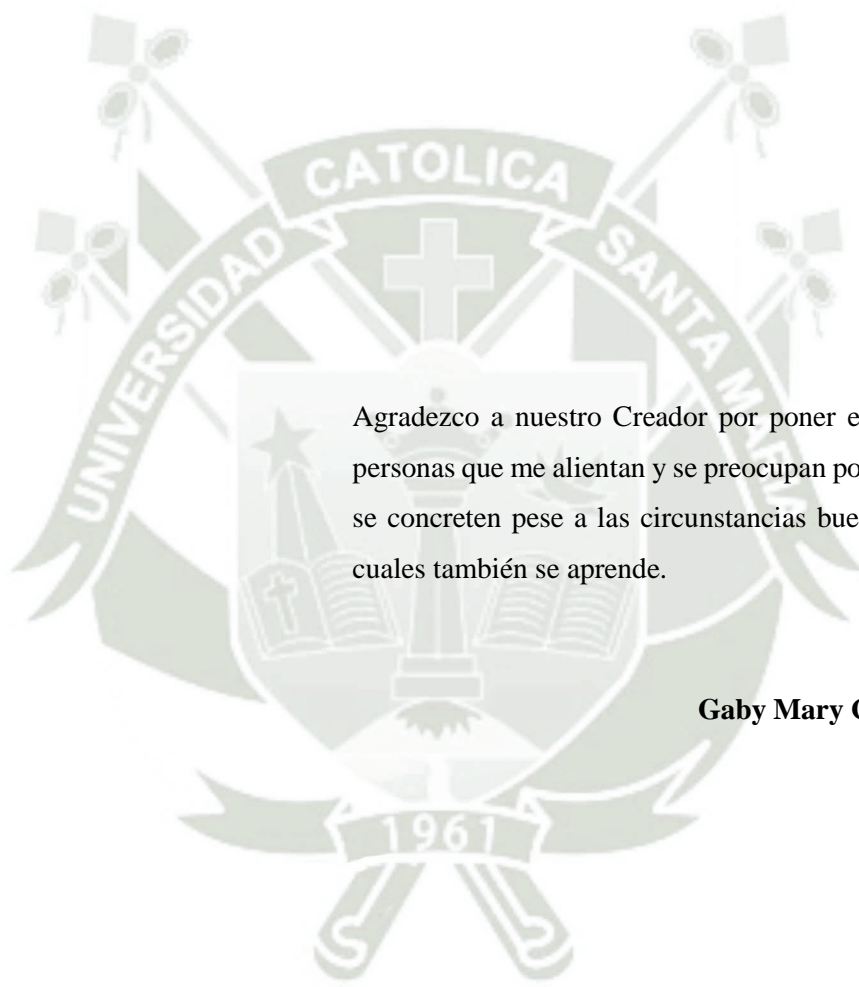 CATOLICA
UNIVERSIDAD
SANTA MARIA
Agradezco a nuestro Creador por poner e
personas que me alientan y se preocupan po
se concreten pese a las circunstancias bue
cuales también se aprende.
Gaby Mary
1961